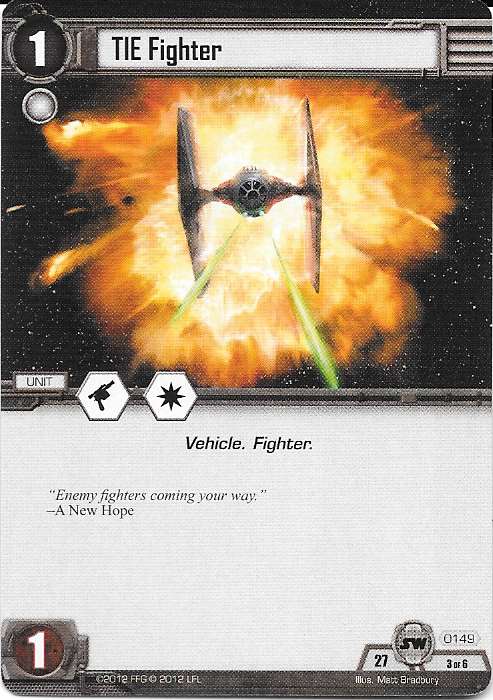 1
TIE Fighter
UNIT
Vehicle. Fighter.
“Enemy fighters coming your way.”
–A New Hope
1
SW
0149
27
3 OF 6
©2012 FFG © 2012 LFL
Illus. Matt Bradbury